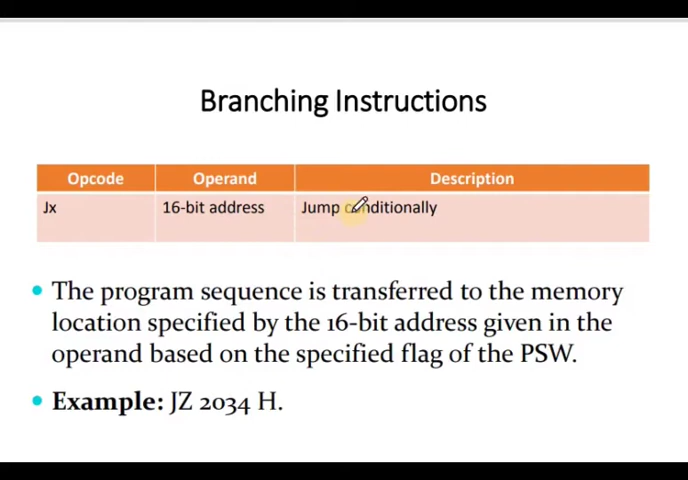 Branching Instructions
Opcode Operand Description
Jx 16-bit address Jump conditionally
• The program sequence is transferred to the memory
location specified by the 16-bit address given in the
operand based on the specified flag of the PSW.
• Example: JZ 2034 H.